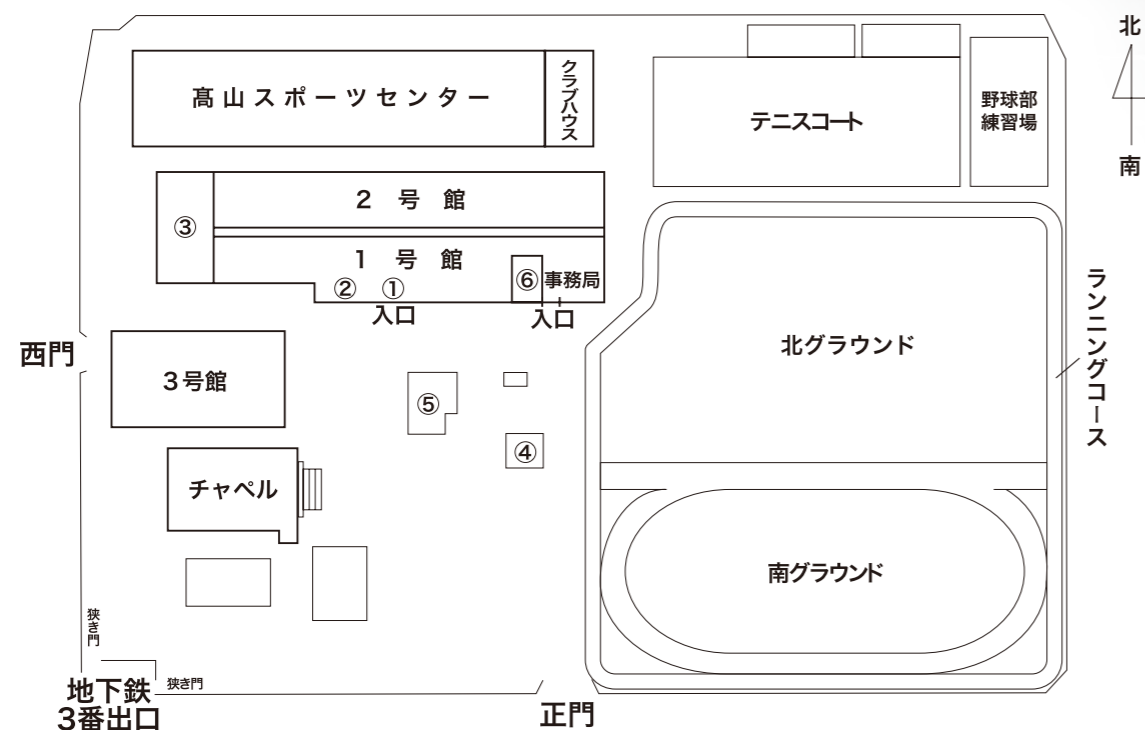 北
南
髙山スポーツセンター
クラブハウス
テニスコート
野球部
練習場
2号館
③
1号館
②
①
⑥
事務局
入口
入口
北グラウンド
ランニングコース
西門
3号館
⑤
④
チャペル
南グラウンド
狭き門
狭き門
地下鉄
3番出口
正門